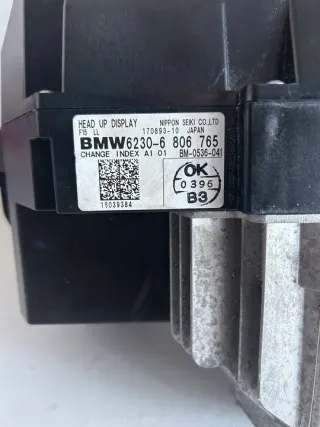 HEAD UP DISPLAY NIPPON SEIKI CO.,LTD
F15 LL 170893-10 JAPAN
BMW6230-6 806 765
CHANGE INDEX AI 01 BM-0536-041
OK
0396
B3
15039384